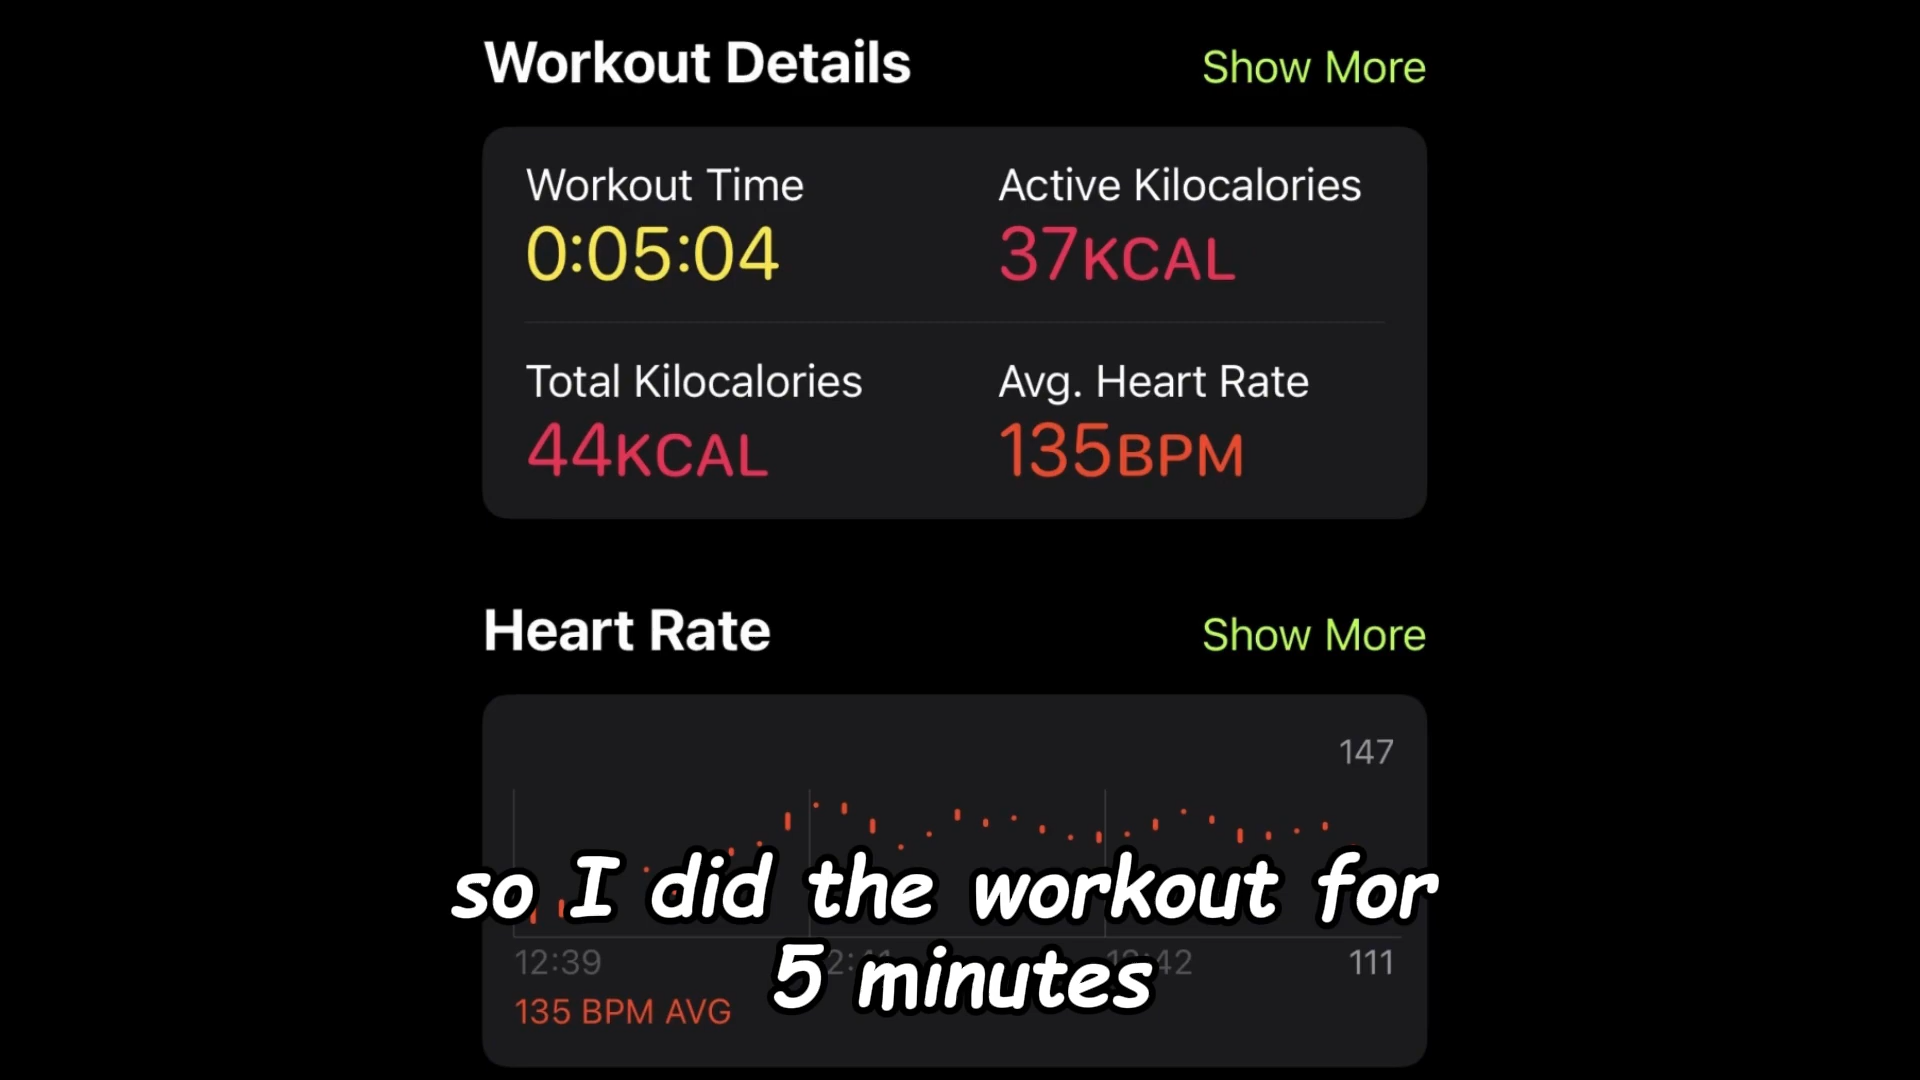 Workout Details
Show More
Workout Time
Active Kilocalories
0:05:04
37KCAL
Total Kilocalories
Avg. Heart Rate
44KCAL
135BPM
Heart Rate
Show More
147
so I did the workout for
5 minutes
12:39
111
135 BPM AVG